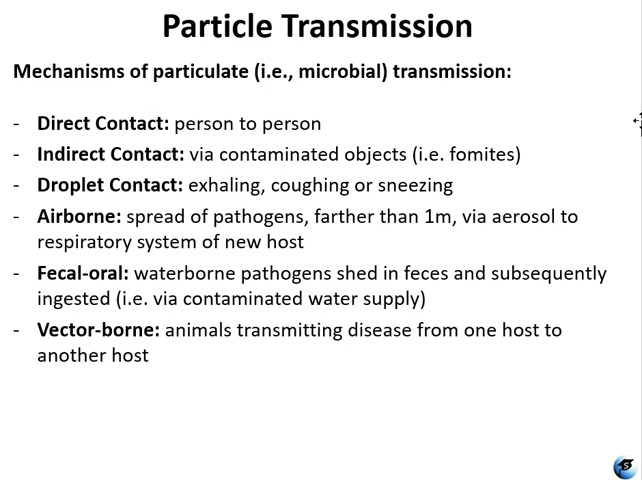 Particle Transmission
Mechanisms of particulate (i.e., microbial) transmission:
- Direct Contact: person to person
- Indirect Contact: via contaminated objects (i.e. fomites)
- Droplet Contact: exhaling, coughing or sneezing
- Airborne: spread of pathogens, farther than 1m, via aerosol to
respiratory system of new host
- Fecal-oral: waterborne pathogens shed in feces and subsequently
ingested (i.e. via contaminated water supply)
- Vector-borne: animals transmitting disease from one host to
another host
S